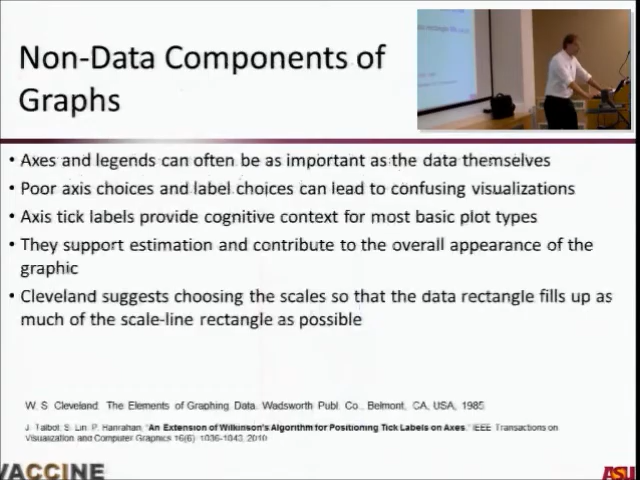 Non-Data Components of
Graphs
• Axes and legends can often be as important as the data themselves
• Poor axis choices and label choices can lead to confusing visualizations
• Axis tick labels provide cognitive context for most basic plot types
• They support estimation and contribute to the overall appearance of the
graphic
• Cleveland suggests choosing the scales so that the data rectangle fills up as
much of the scale-line rectangle as possible
W. S. Cleveland. The Elements of Graphing Data. Wadsworth Publ. Co., Belmont, CA, USA, 1985
J. Talbot, S. Lin, P. Hanrahan, "An Extension of Wilkinson's Algorithm for Positioning Tick Labels on Axes." IEEE Transactions on
Visualization and Computer Graphics 16(6): 1036-1043, 2010
VACCINE
ASU